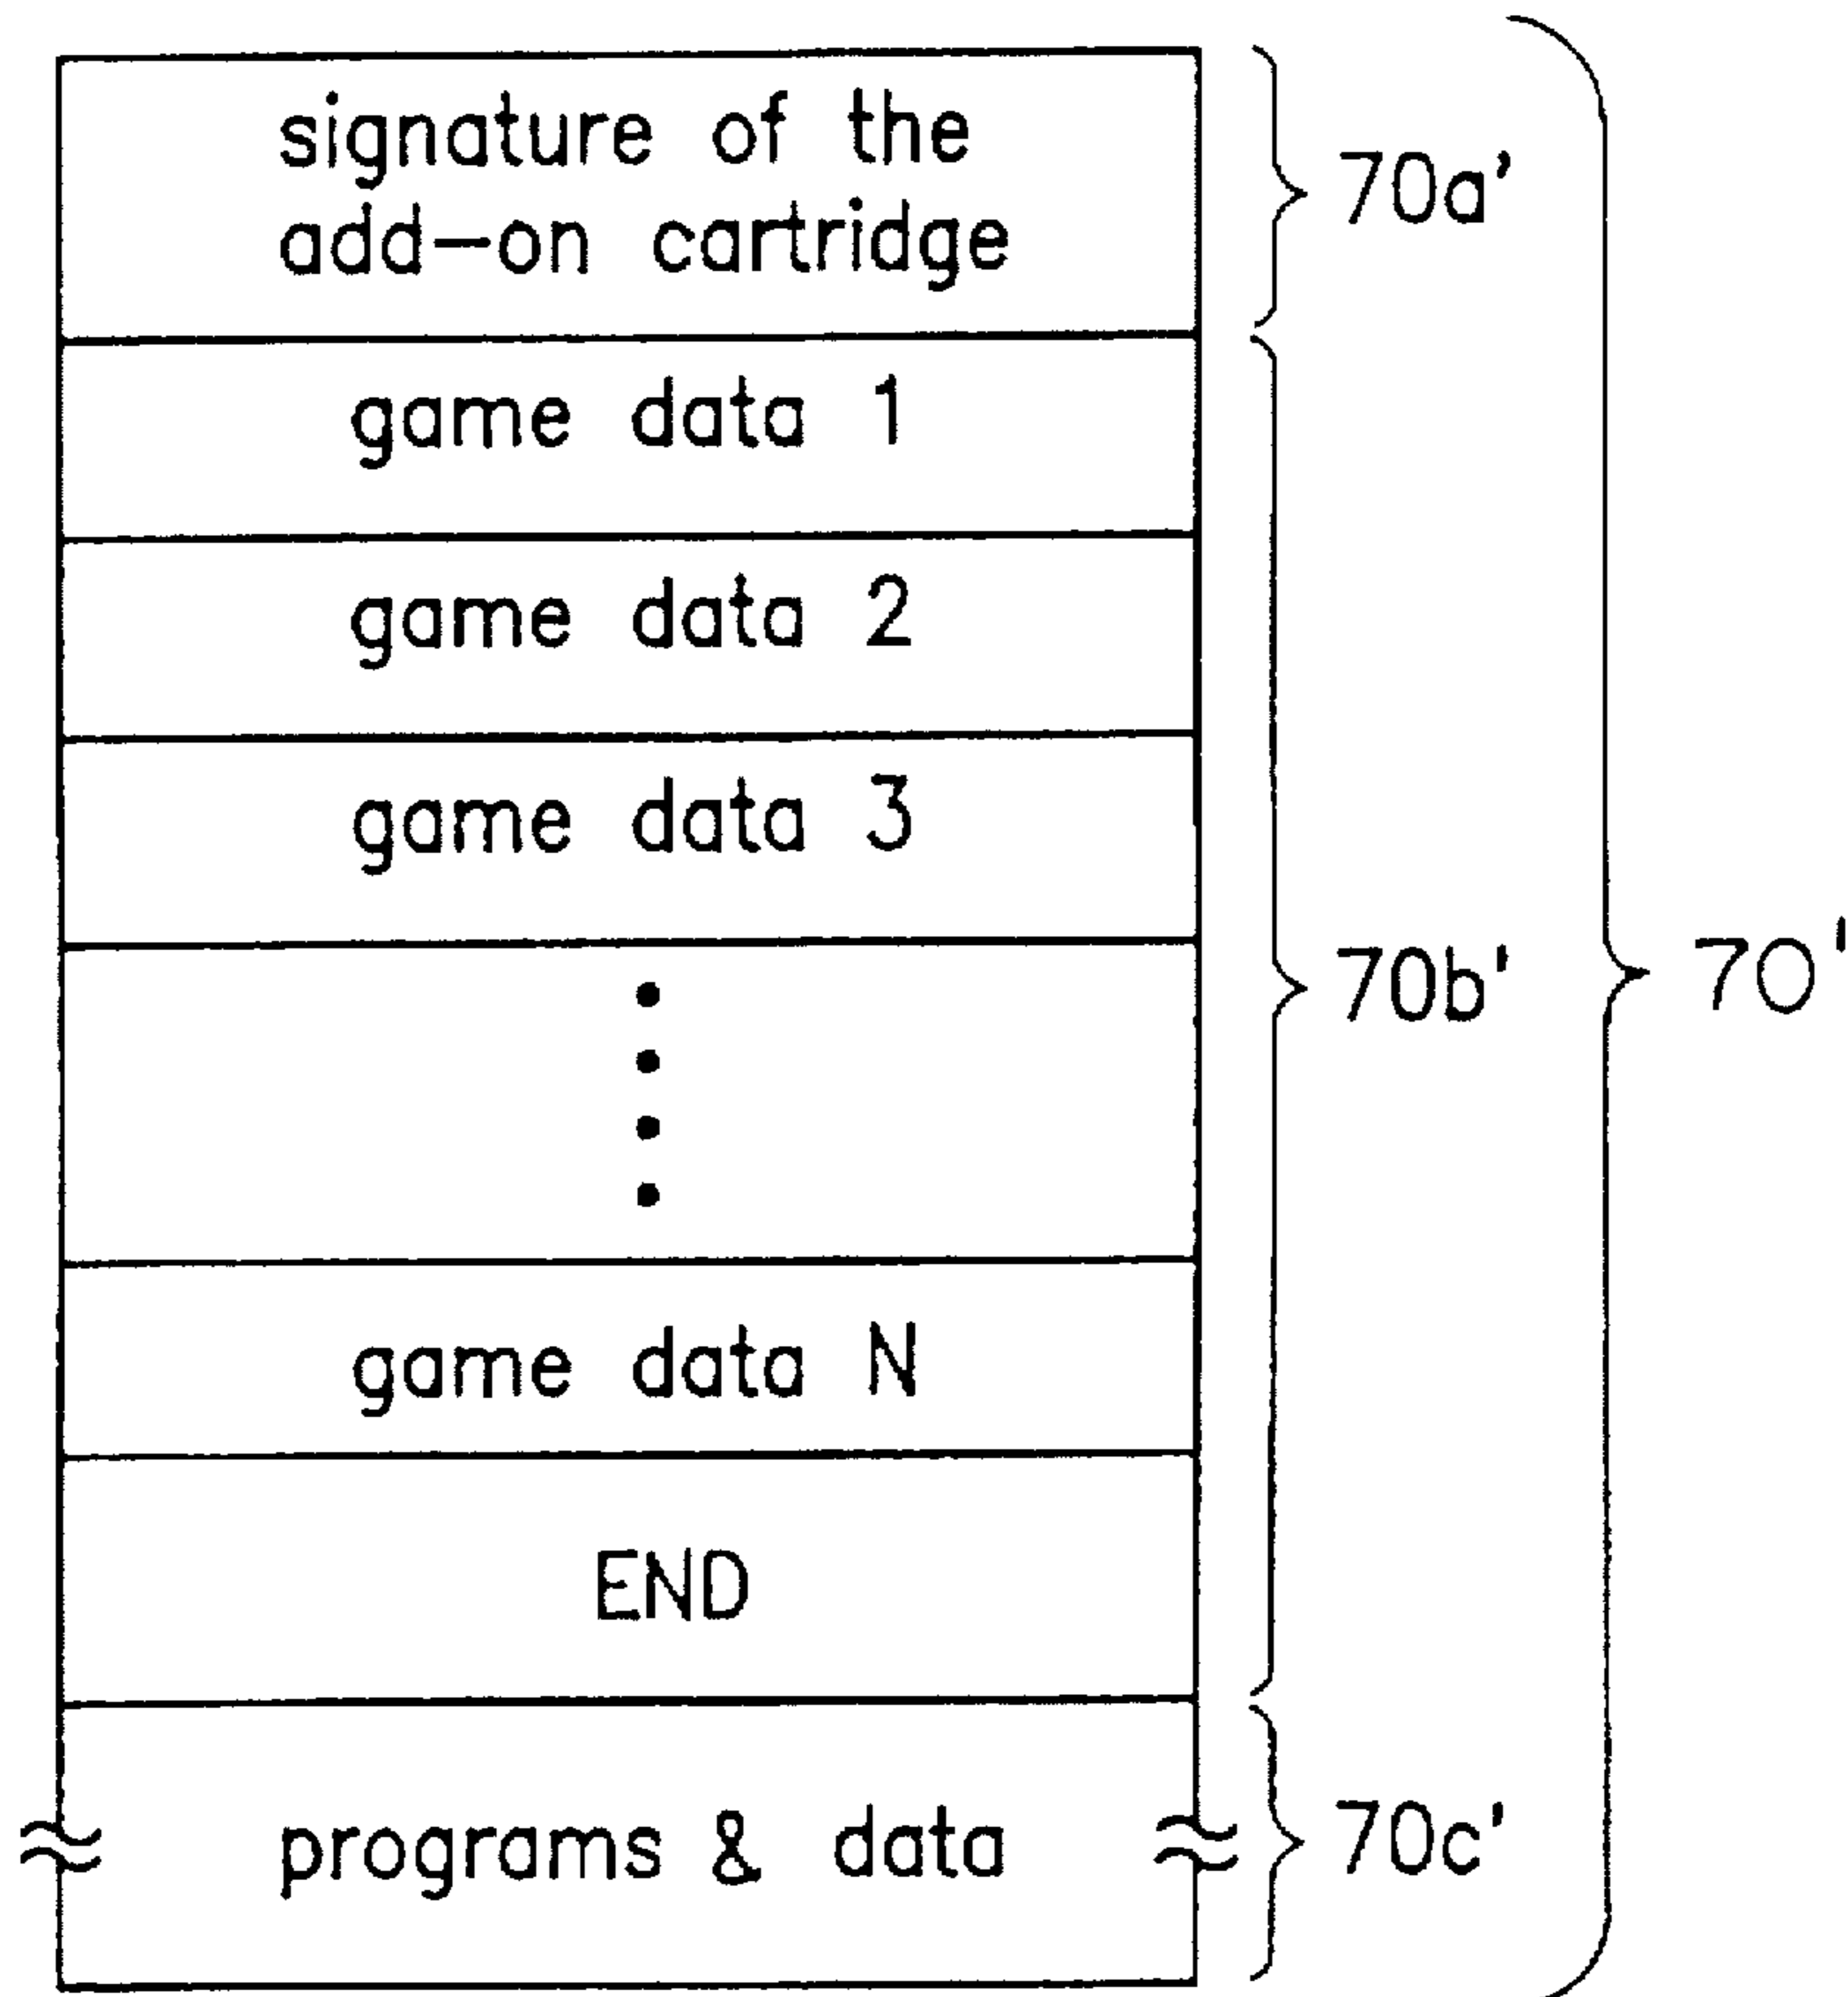 signature of the
add-on cartridge
70a'
game data 1
game data 2
game data 3
70b'
70'
game data N
END
programs & data
70c'